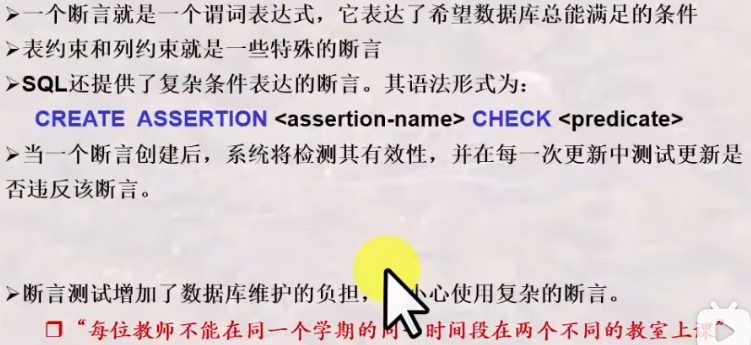 ➢一个断言就是一个谓词表达式，它表达了希望数据库总能满足的条件
➢表约束和列约束就是一些特殊的断言
➢SQL还提供了复杂条件表达的断言。其语法形式为：
CREATE ASSERTION <assertion-name> CHECK <predicate>
➢当一个断言创建后，系统将检测其有效性，并在每一次更新中测试更新是
否违反该断言。
➢断言测试增加了数据库维护的负担，小心使用复杂的断言。
❐“每位教师不能在同一个学期的同一时间段在两个不同的教室上课”